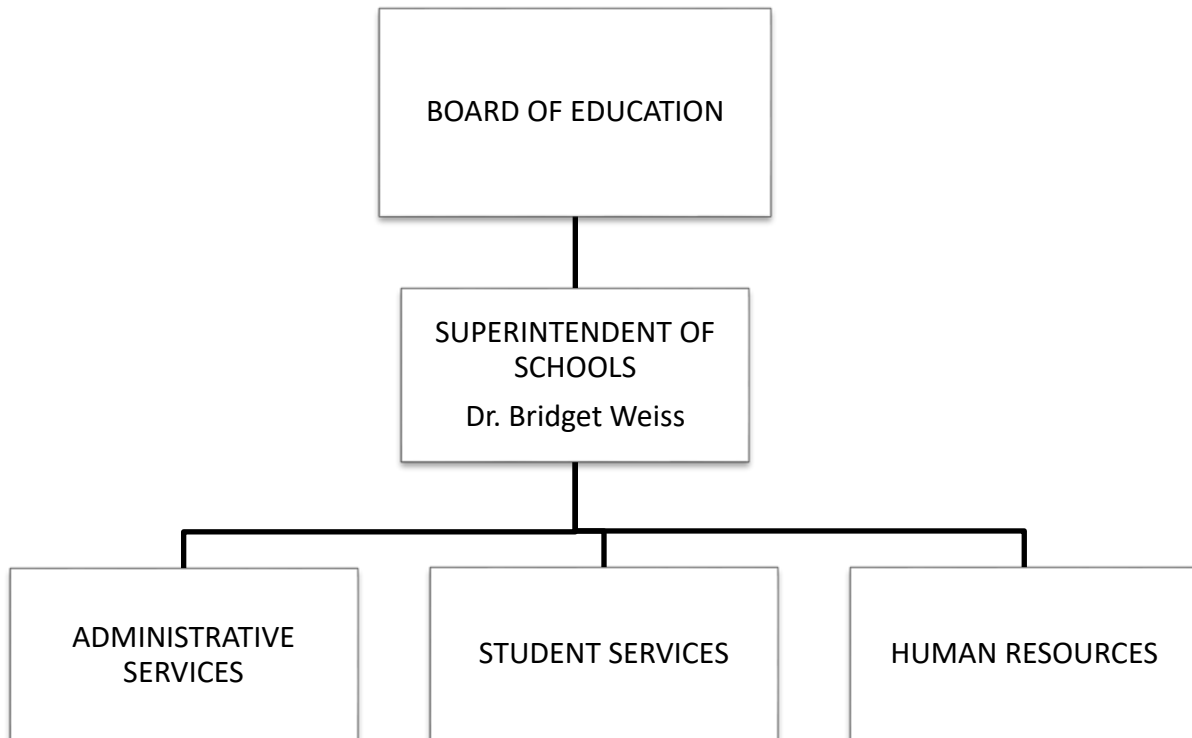 BOARD OF EDUCATION
SUPERINTENDENT OF
SCHOOLS
Dr. Bridget Weiss
ADMINISTRATIVE
SERVICES
STUDENT SERVICES
HUMAN RESOURCES